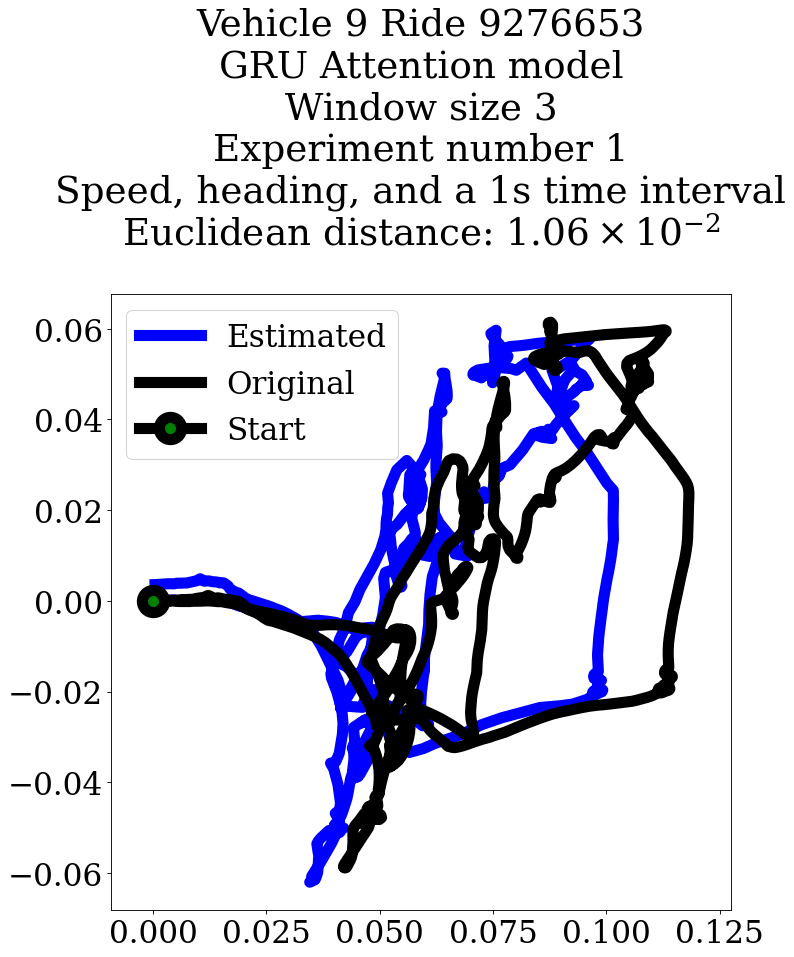 Vehicle 9 Ride 9276653
GRU Attention model
Window size 3
Experiment number 1
Speed, heading, and a 1s time interval
Euclidean distance: 1.06 × 10⁻²
Estimated
Original
Start
0.06
0.04
0.02
0.00
−0.02
−0.04
−0.06
0.000 0.025 0.050 0.075 0.100 0.125